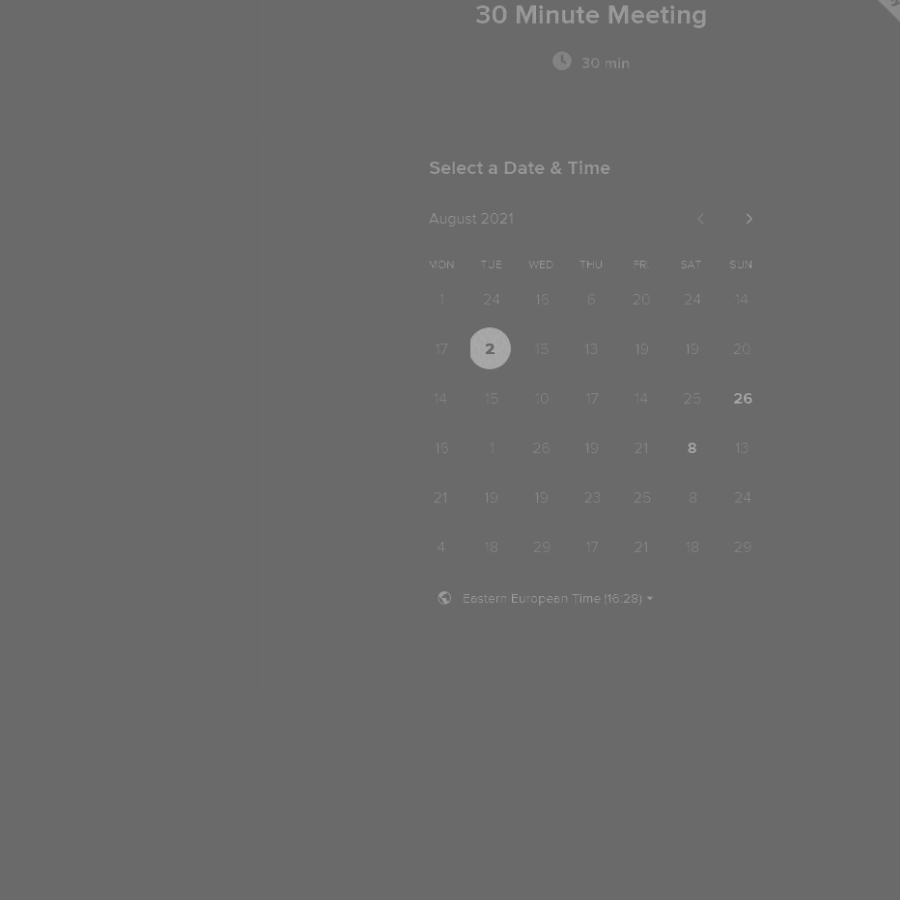 30 Minute Meeting
30 min
Select a Date & Time
August 2021
MON TUE WED THU FRI SAT SUN
1 24 16 6 20 24 14
17 2 15 13 19 19 20
14 15 10 17 14 25 26
15 1 26 19 21 8 13
21 19 19 23 25 8 24
4 18 29 17 21 18 29
Eastern European Time (16:28)